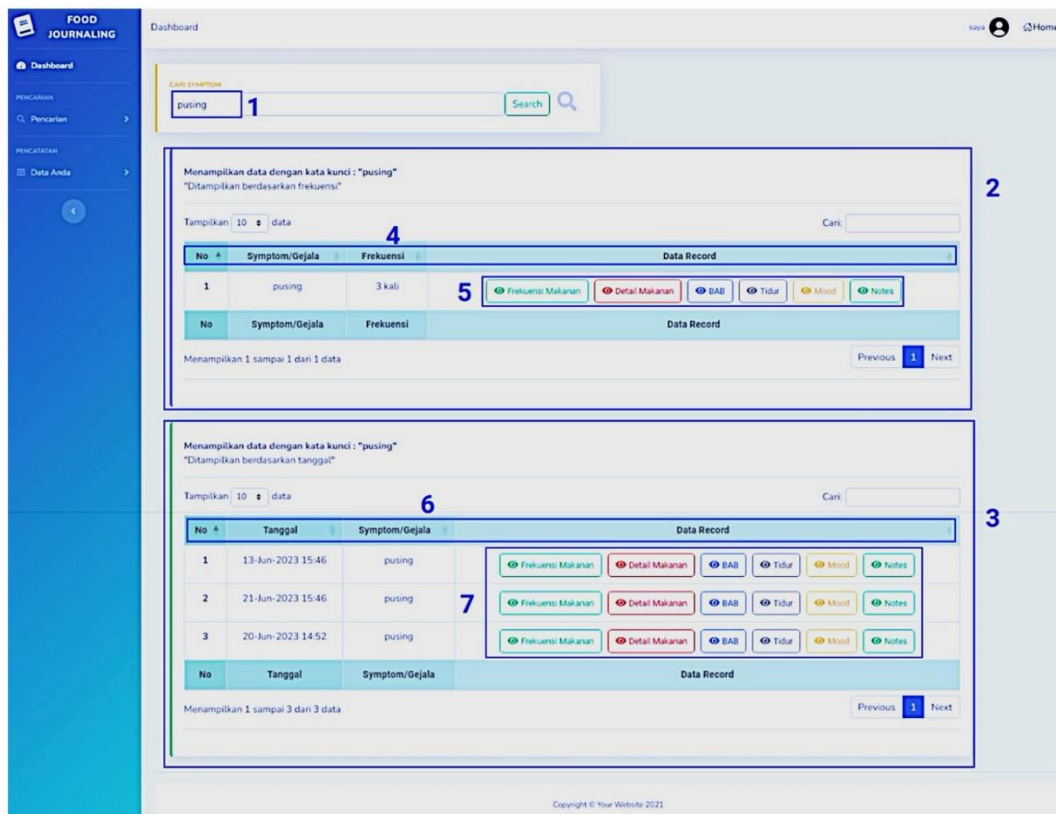 FOOD
JOURNALING
Dashboard
saya Home
Dashboard
PENCARIAN
Pencarian
PENCATATAN
Data Anda
CARI SYMPTOM
pusing 1 Search
2
Menampilkan data dengan kata kunci : "pusing"
"Ditampilkan berdasarkan frekuensi"
Tampilkan 10 data Cari:
4
No Symptom/Gejala Frekuensi Data Record
1 pusing 3 kali 5 Frekuensi Makanan Detail Makanan BAB Tidur Mood Notes
No Symptom/Gejala Frekuensi Data Record
Menampilkan 1 sampai 1 dari 1 data Previous 1 Next
3
Menampilkan data dengan kata kunci : "pusing"
"Ditampilkan berdasarkan tanggal"
Tampilkan 10 data Cari:
6
No Tanggal Symptom/Gejala Data Record
1 13-Jun-2023 15:46 pusing Frekuensi Makanan Detail Makanan BAB Tidur Mood Notes
2 21-Jun-2023 15:46 pusing 7 Frekuensi Makanan Detail Makanan BAB Tidur Mood Notes
3 20-Jun-2023 14:52 pusing Frekuensi Makanan Detail Makanan BAB Tidur Mood Notes
No Tanggal Symptom/Gejala Data Record
Menampilkan 1 sampai 3 dari 3 data Previous 1 Next
Copyright © Your Website 2021